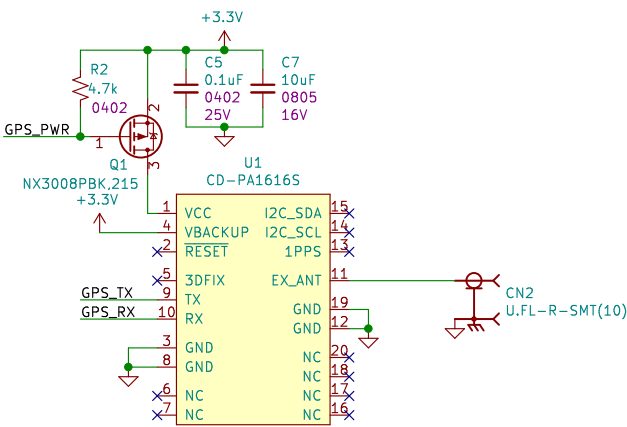 +3.3V
R2
4.7k
0402
C5
0.1uF
0402
25V
C7
10uF
0805
16V
GPS_PWR
1
2
3
Q1
NX3008PBK,215
+3.3V
U1
CD-PA1616S
1 VCC
4 VBACKUP
2 RESET
5 3DFIX
GPS_TX 9 TX
GPS_RX 10 RX
3 GND
8 GND
6 NC
7 NC
I2C_SDA 15
I2C_SCL 14
1PPS 13
EX_ANT 11
GND 19
GND 12
NC 20
NC 18
NC 17
NC 16
CN2
U.FL-R-SMT(10)